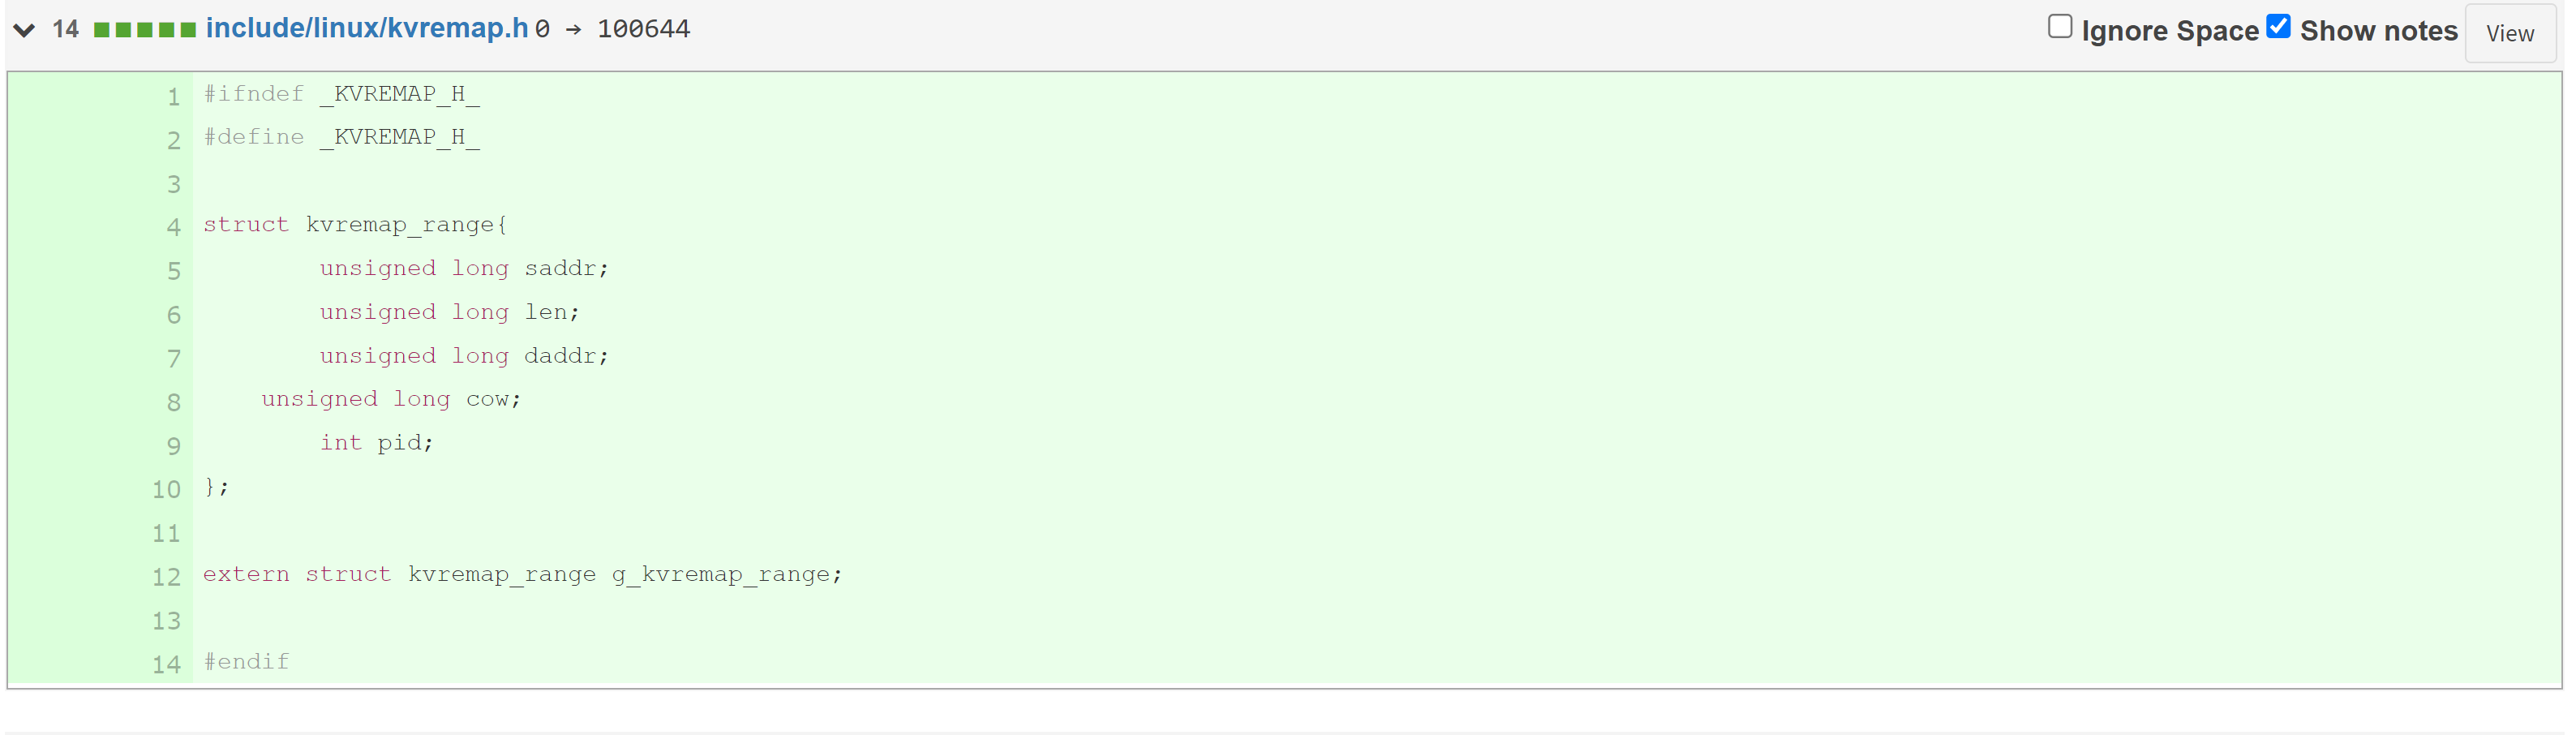 14 include/linux/kvremap.h 0 → 100644 Ignore Space Show notes View
1 #ifndef _KVREMAP_H_
2 #define _KVREMAP_H_
3
4 struct kvremap_range{
5         unsigned long saddr;
6         unsigned long len;
7         unsigned long daddr;
8     unsigned long cow;
9         int pid;
10 };
11
12 extern struct kvremap_range g_kvremap_range;
13
14 #endif